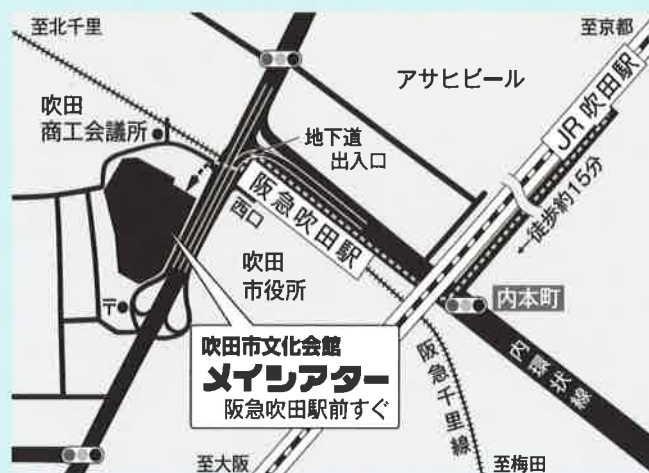 至北千里
至京都
アサヒビール
JR吹田駅
吹田
商工会議所
地下道
出入口
←徒歩約15分
阪急吹田駅
西口
吹田
市役所
〒
内本町
吹田市文化会館
メイシアター
阪急吹田駅前すぐ
内環状線
阪急千里線
至大阪
至梅田